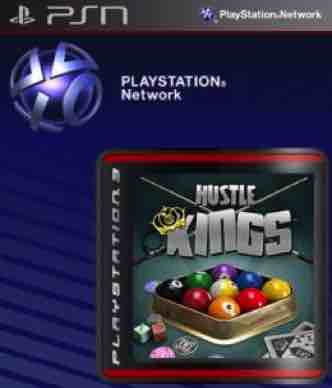 PSN
PlayStation®Network
PLAYSTATION®
Network
PLAYSTATION 3
HUSTLE
KINGS